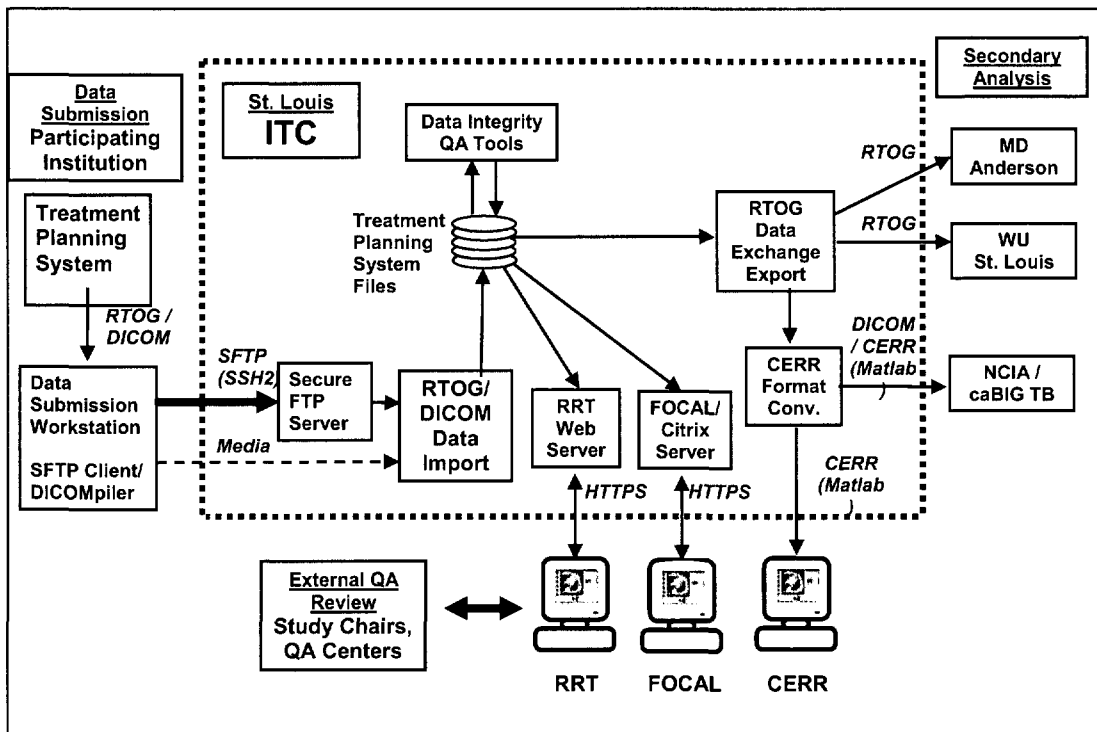 Data
Submission
Participating
Institution
Treatment
Planning
System
RTOG /
DICOM
Data
Submission
Workstation
SFTP Client/
DICOMpiler
St. Louis
ITC
Data Integrity
QA Tools
Treatment
Planning
System
Files
SFTP
(SSH2)
Media
Secure
FTP
Server
RTOG/
DICOM
Data
Import
RRT
Web
Server
FOCAL/
Citrix
Server
HTTPS
HTTPS
RTOG
Data
Exchange
Export
CERR
Format
Conv.
RTOG
RTOG
DICOM
/ CERR
(Matlab
)
CERR
(Matlab
)
Secondary
Analysis
MD
Anderson
WU
St. Louis
NCIA /
caBIG TB
External QA
Review
Study Chairs,
QA Centers
RRT
FOCAL
CERR